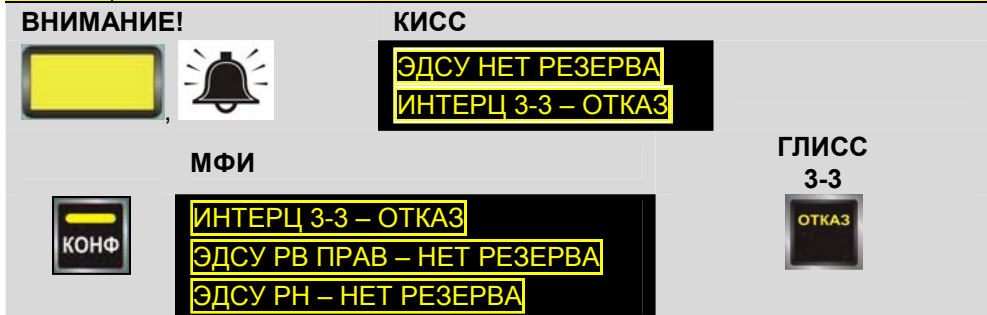 ВНИМАНИЕ!
КИСС
ЭДСУ НЕТ РЕЗЕРВА
,
ИНТЕРЦ 3-3 – ОТКАЗ
МФИ
ГЛИСС
3-3
КОНФ
ИНТЕРЦ 3-3 – ОТКАЗ
ОТКАЗ
ЭДСУ РВ ПРАВ – НЕТ РЕЗЕРВА
ЭДСУ РН – НЕТ РЕЗЕРВА